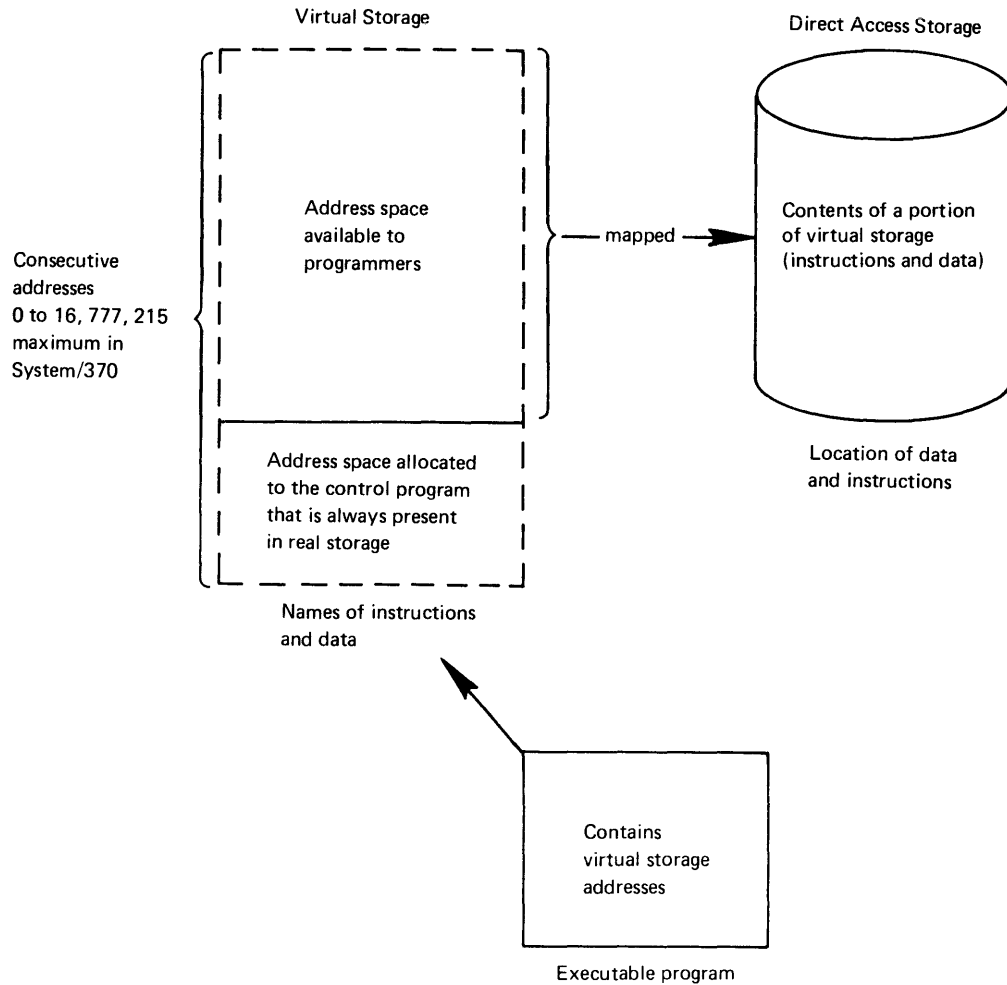 Virtual Storage
Direct Access Storage
Address space
available to
programmers
mapped
Contents of a portion
of virtual storage
(instructions and data)
Consecutive
addresses
0 to 16, 777, 215
maximum in
System/370
Address space allocated
to the control program
that is always present
in real storage
Location of data
and instructions
Names of instructions
and data
Contains
virtual storage
addresses
Executable program